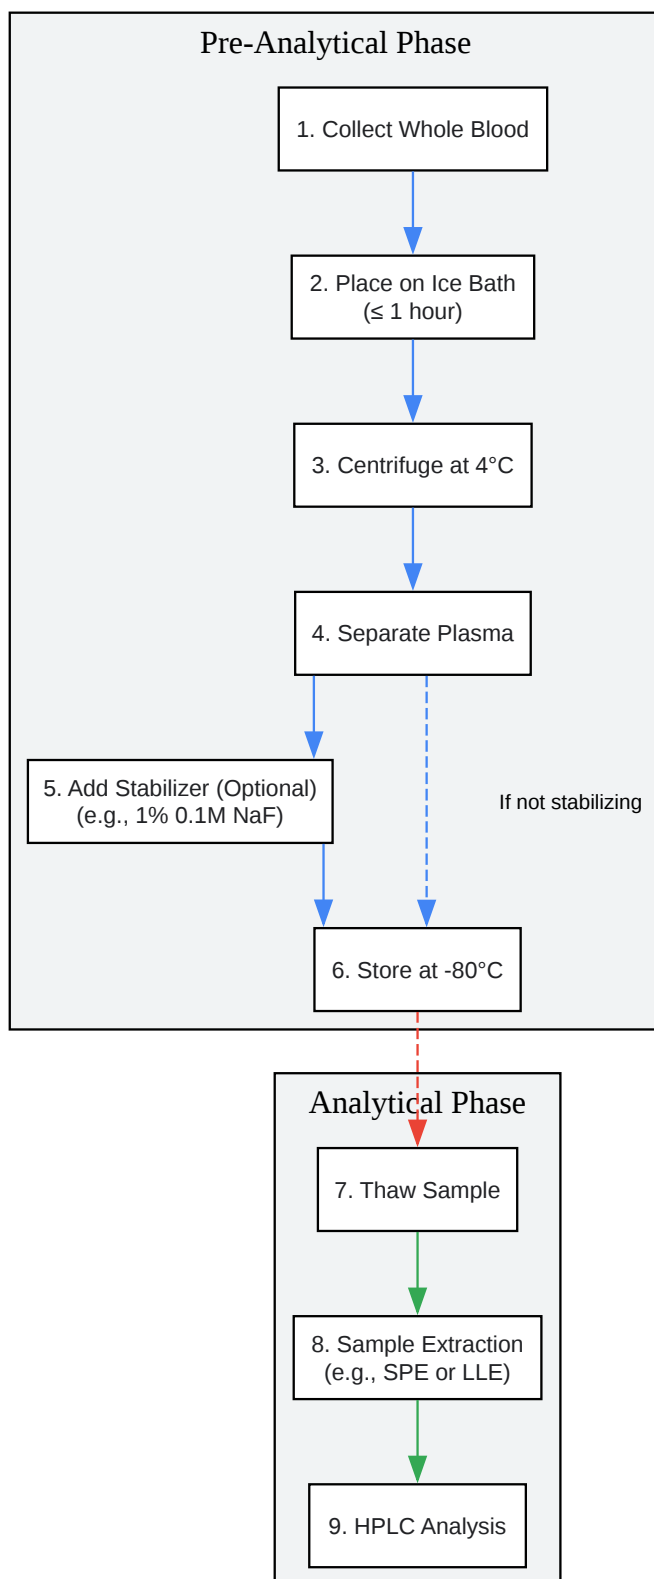 Pre-Analytical Phase
1. Collect Whole Blood
2. Place on Ice Bath
(≤ 1 hour)
3. Centrifuge at 4°C
4. Separate Plasma
5. Add Stabilizer (Optional)
(e.g., 1% 0.1M NaF)
If not stabilizing
6. Store at -80°C
Analytical Phase
7. Thaw Sample
8. Sample Extraction
(e.g., SPE or LLE)
9. HPLC Analysis